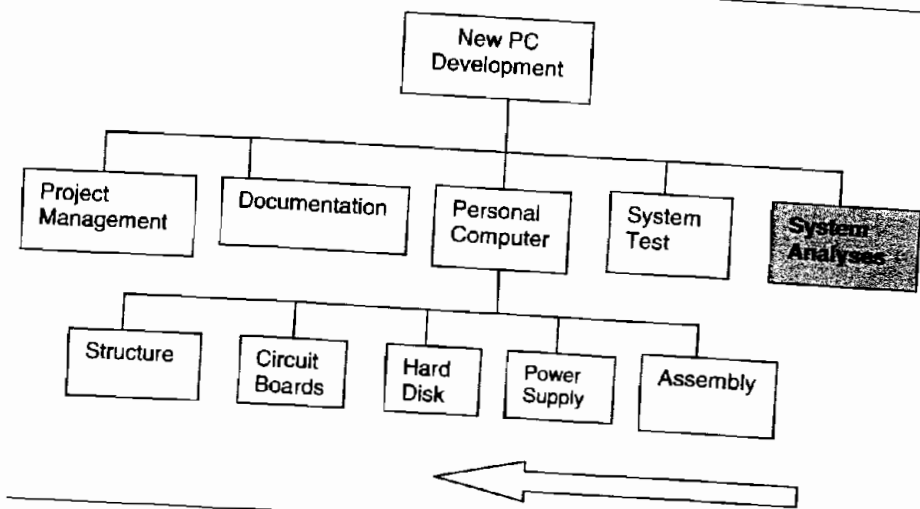 New PC
Development
Project
Management
Documentation
Personal
Computer
System
Test
System
Analyses
Structure
Circuit
Boards
Hard
Disk
Power
Supply
Assembly